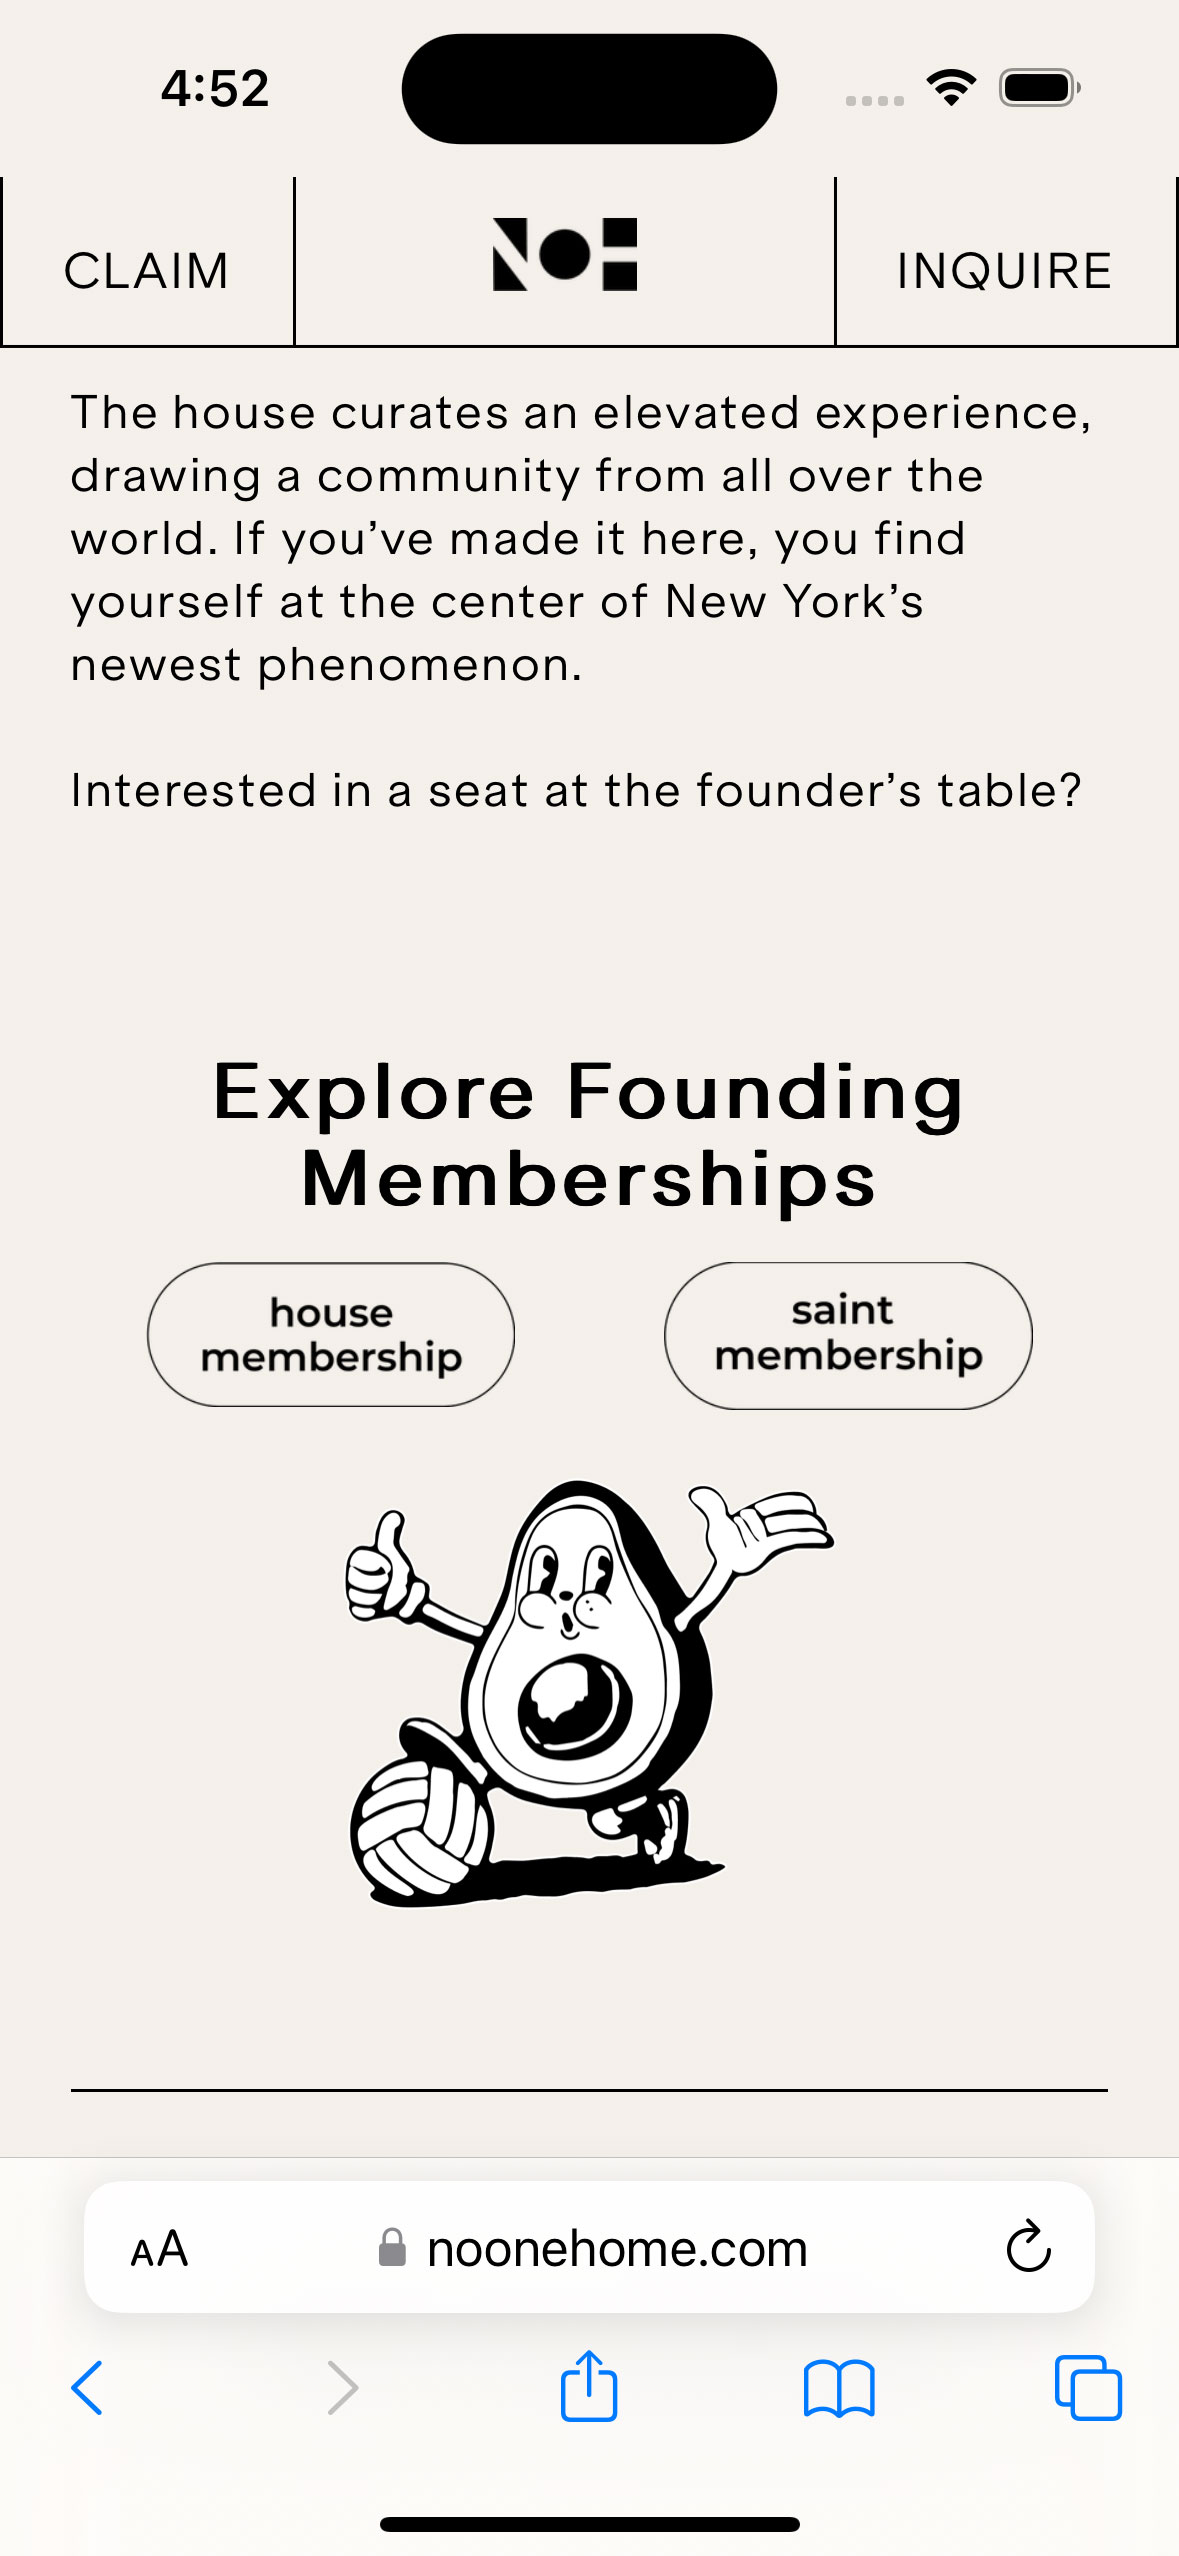 4:52
CLAIM
NOH
INQUIRE
The house curates an elevated experience,
drawing a community from all over the
world. If you’ve made it here, you find
yourself at the center of New York’s
newest phenomenon.
Interested in a seat at the founder’s table?
Explore Founding
Memberships
house
membership
saint
membership
AA
noonehome.com